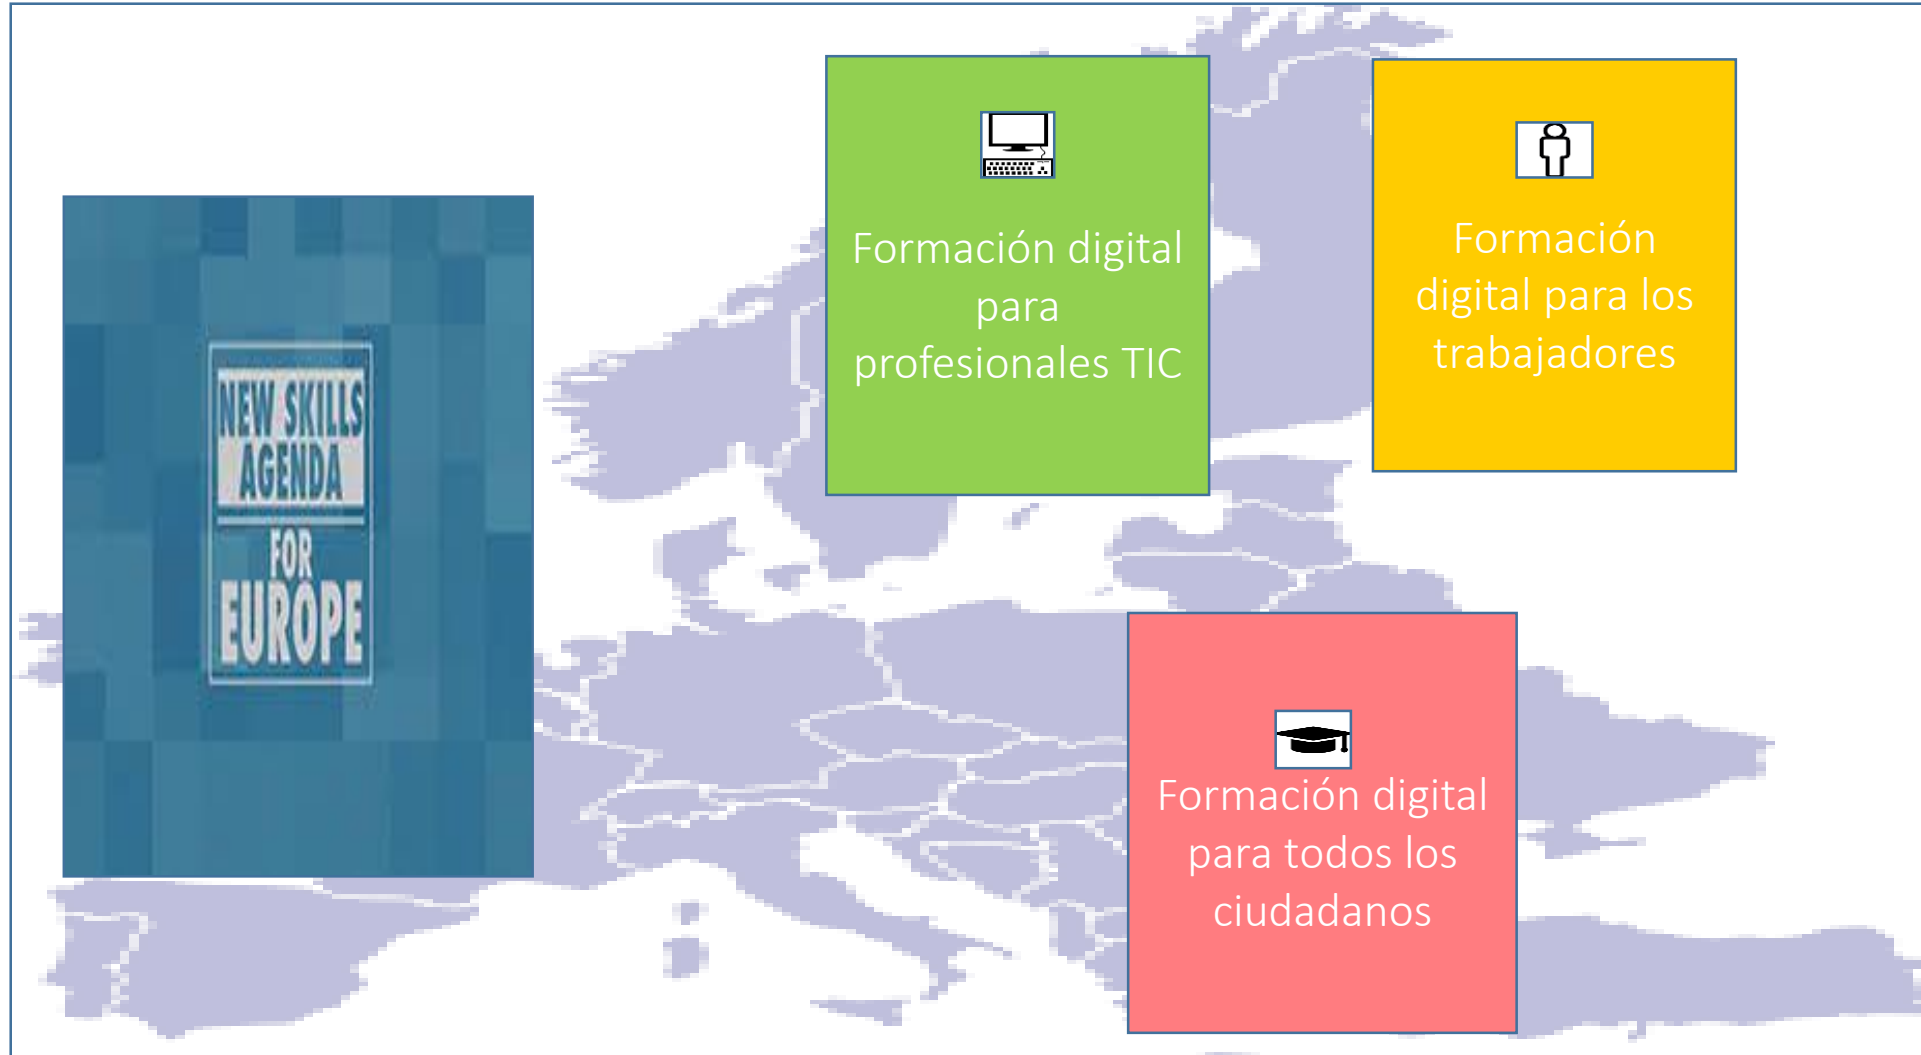 NEW SKILLS
AGENDA
FOR
EUROPE
Formación digital
para
profesionales TIC
Formación
digital para los
trabajadores
Formación digital
para todos los
ciudadanos